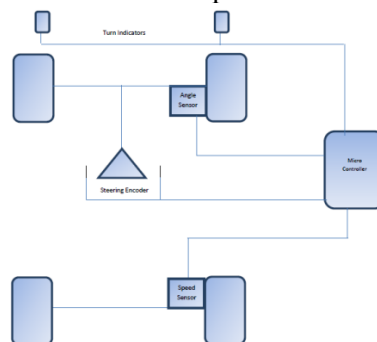 Turn Indicators
Angle
Sensor
Micro
Controller
Steering Encoder
Speed
Sensor